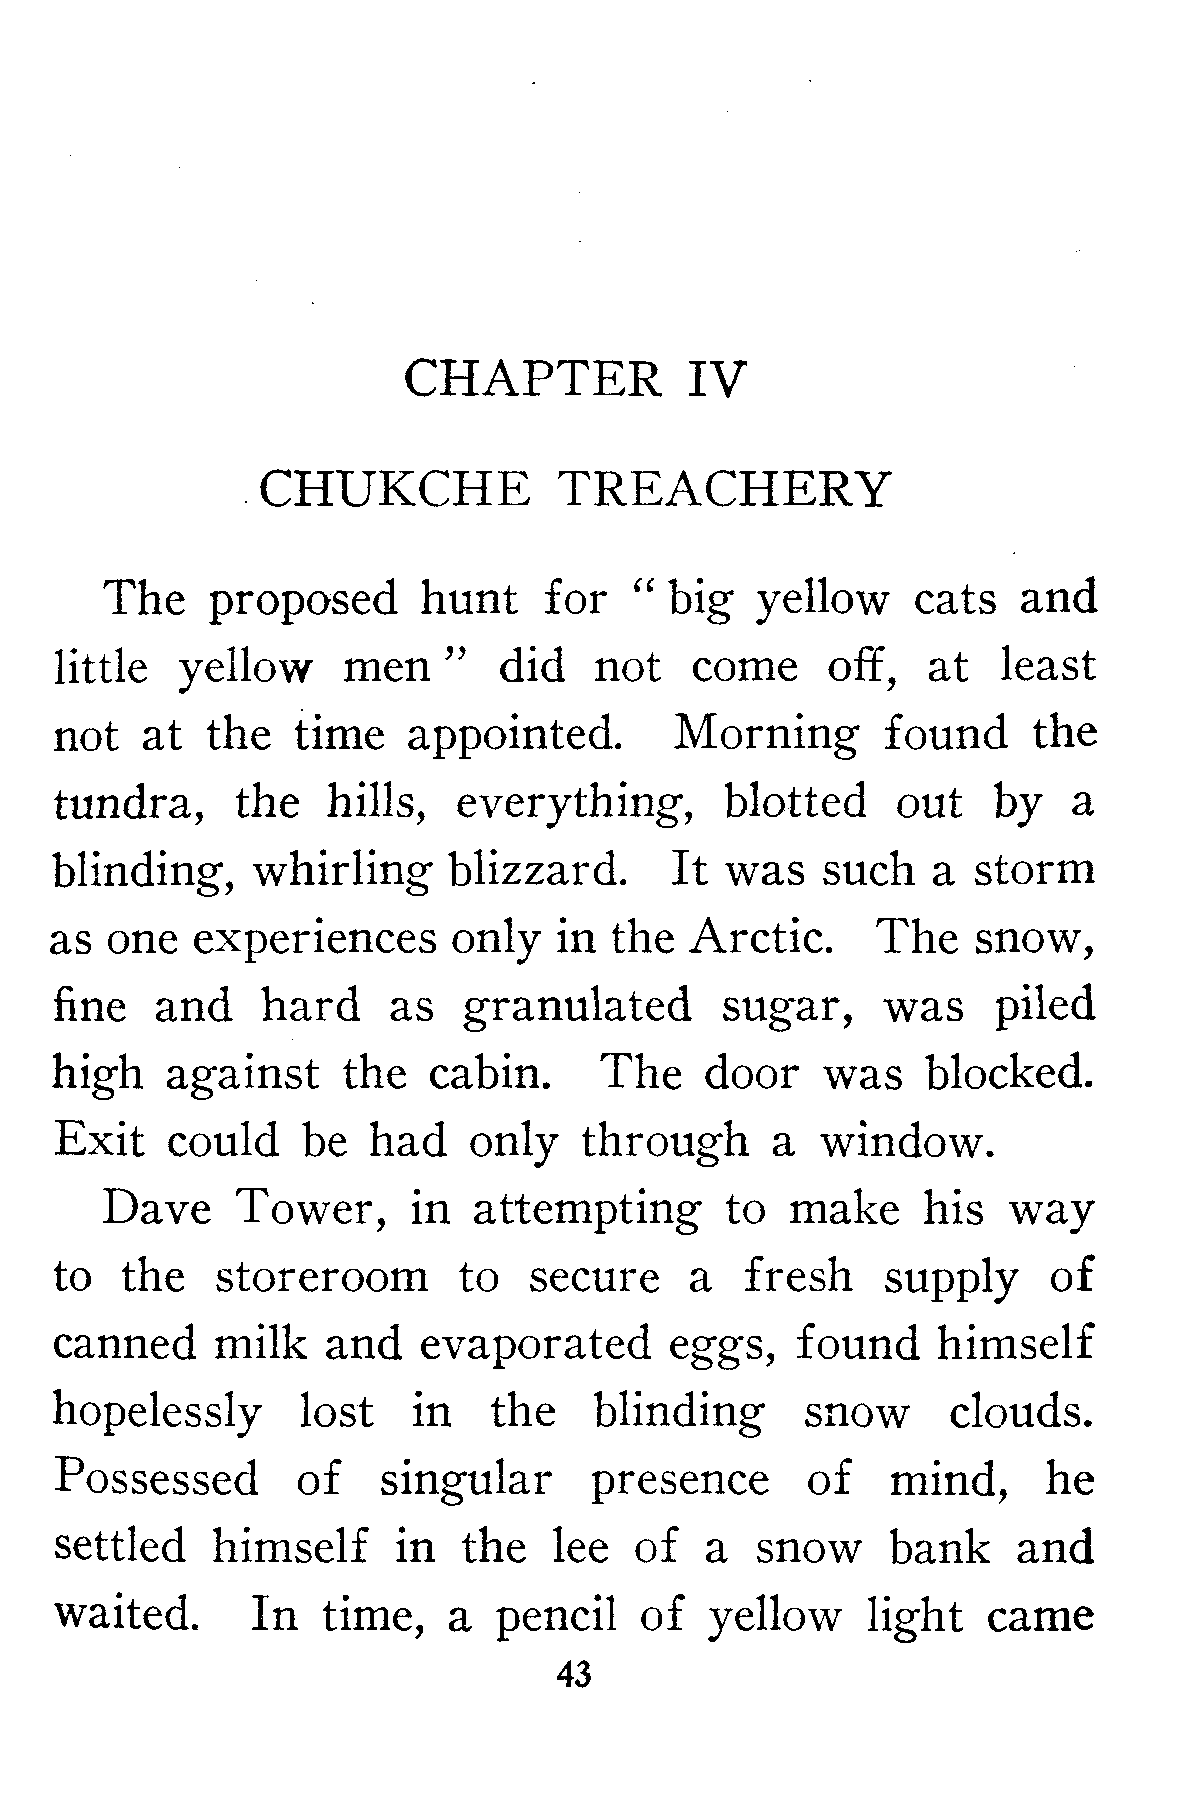 CHAPTER IV
CHUKCHE TREACHERY
The proposed hunt for “ big yellow cats and
little yellow men ” did not come off, at least
not at the time appointed. Morning found the
tundra, the hills, everything, blotted out by a
blinding, whirling blizzard. It was such a storm
as one experiences only in the Arctic. The snow,
fine and hard as granulated sugar, was piled
high against the cabin. The door was blocked.
Exit could be had only through a window.
Dave Tower, in attempting to make his way
to the storeroom to secure a fresh supply of
canned milk and evaporated eggs, found himself
hopelessly lost in the blinding snow clouds.
Possessed of singular presence of mind, he
settled himself in the lee of a snow bank and
waited. In time, a pencil of yellow light came
43